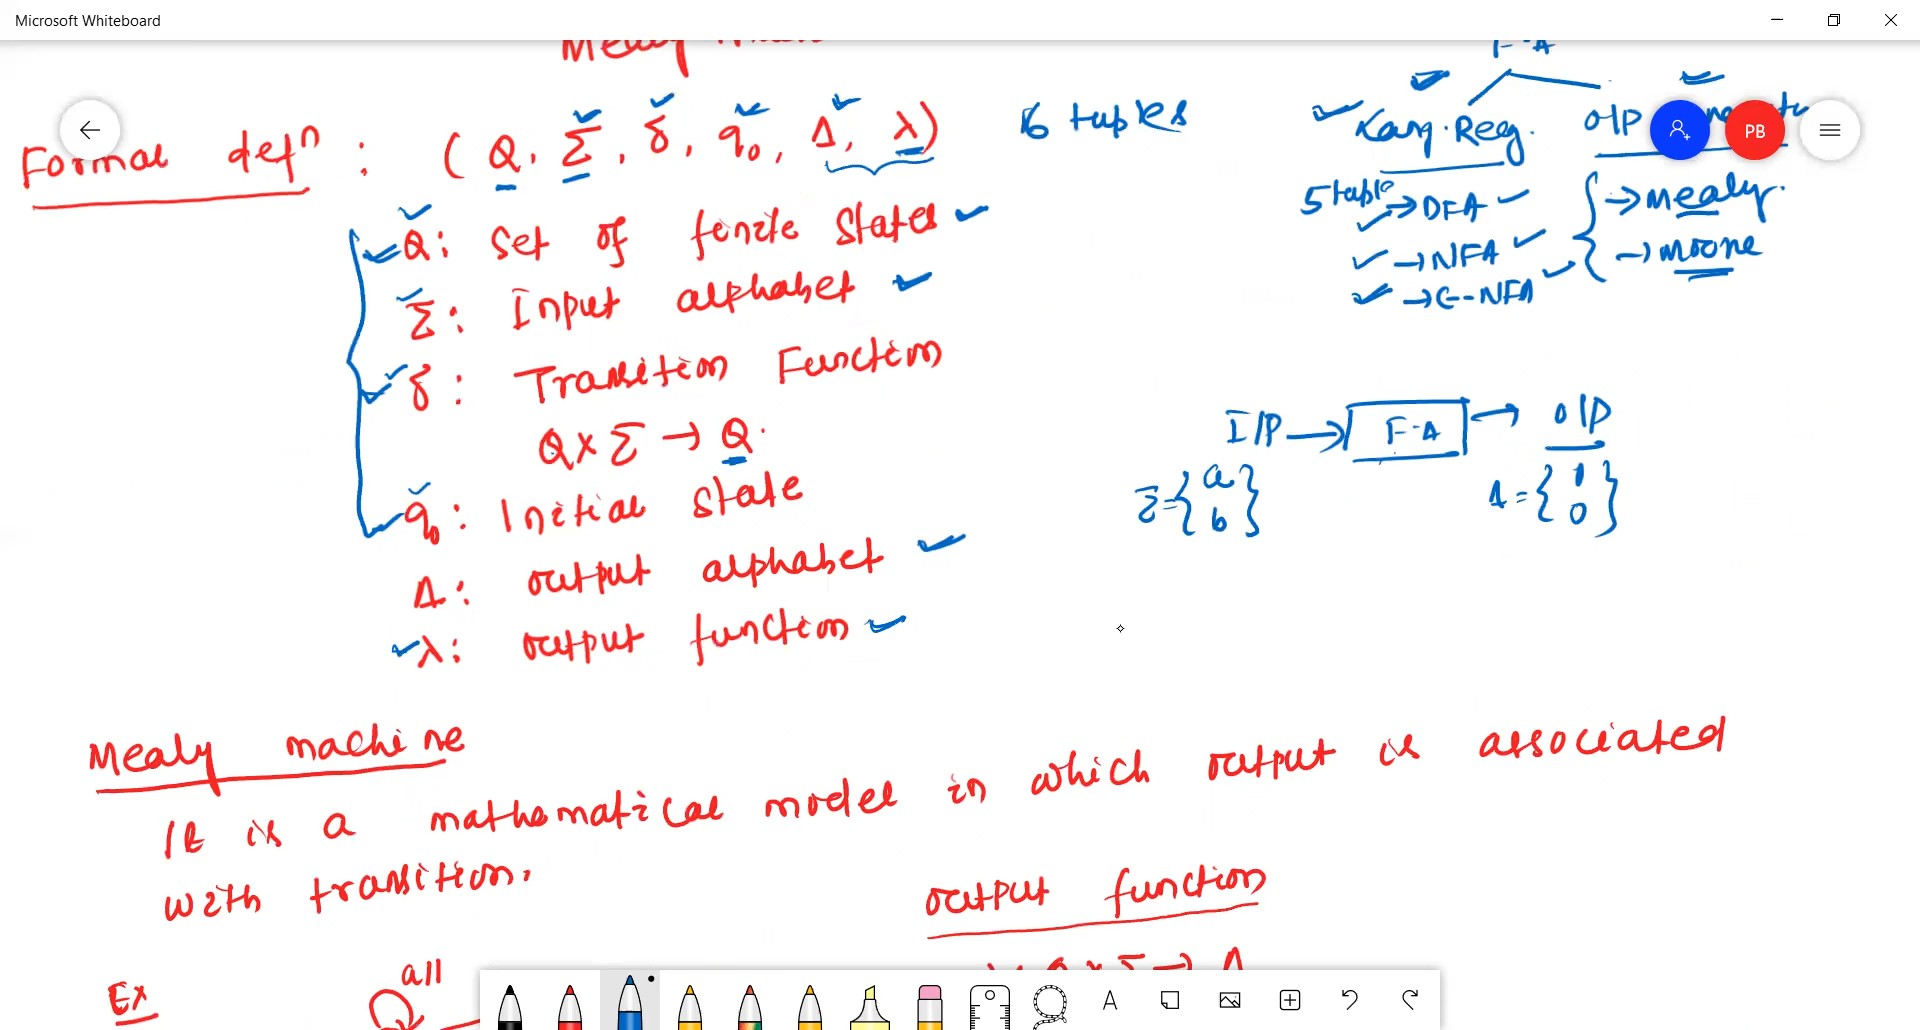 Microsoft Whiteboard
F·A
Formal defⁿ : (Q, Σ, δ, q₀, Δ, λ) 6 tuples
Q: Set of finite States
Σ: Input alphabet
δ: Transition Function
Q × Σ → Q.
q₀: Initial state
Δ: output alphabet
λ: output function
Lang. Reg. o/p
5 tuple → DFA
→ NFA
→ ϵ-NFA
→ mealy.
→ moore
PB
I/P → F·A → o/p
Σ = { a b }
Δ = { 1 0 }
Mealy machine
It is a mathematical model in which output is associated
with transition.
output function
λ: Q × Σ → Δ
Ex
a/1